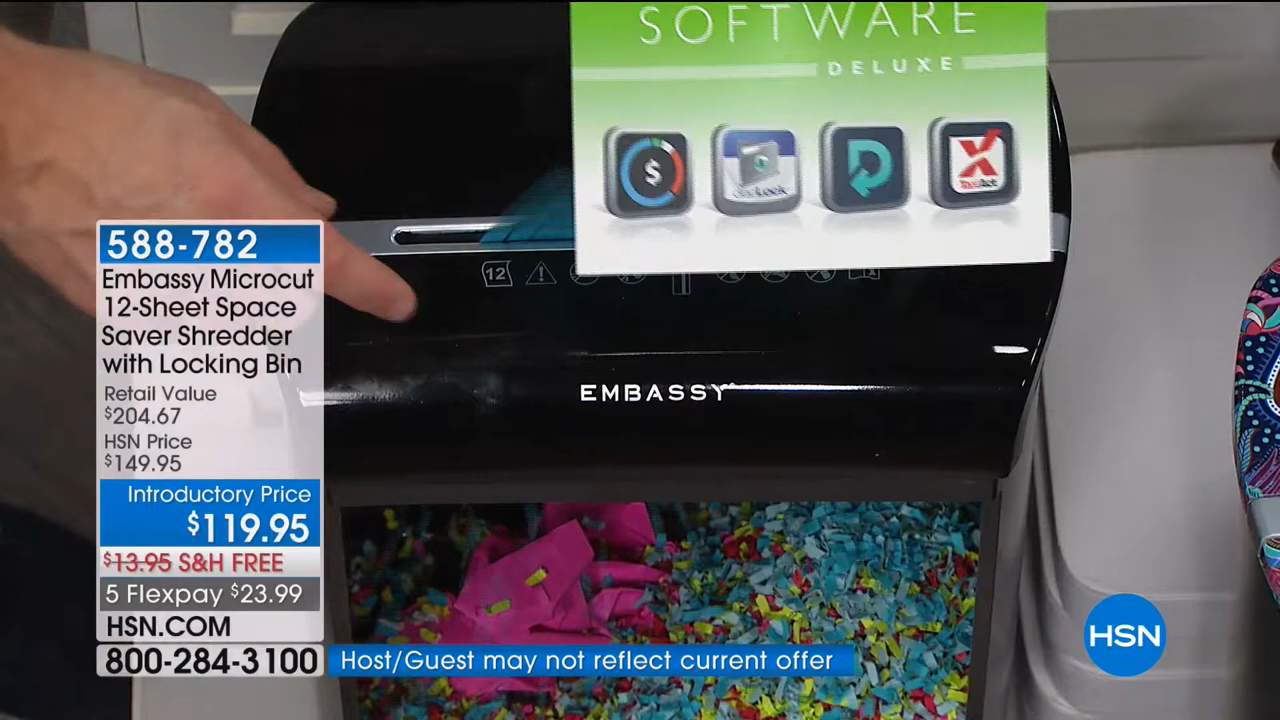 SOFTWARE
DELUXE
$
DocLock
TaxAct
12
EMBASSY
588-782
Embassy Microcut
12-Sheet Space
Saver Shredder
with Locking Bin
Retail Value
$204.67
HSN Price
$149.95
Introductory Price
$119.95
$13.95 S&H FREE
5 Flexpay $23.99
HSN.COM
800-284-3100
Host/Guest may not reflect current offer
HSN